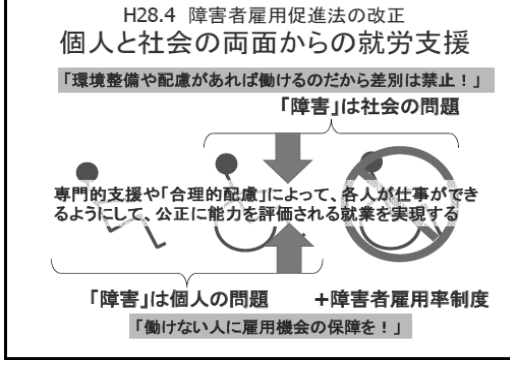 H28.4 障害者雇用促進法の改正
個人と社会の両面からの就労支援
「環境整備や配慮があれば働けるのだから差別は禁止！」
「障害」は社会の問題
専門的支援や「合理的配慮」によって、各人が仕事ができ
るようにして、公正に能力を評価される就業を実現する
「障害」は個人の問題 +障害者雇用率制度
「働けない人に雇用機会の保障を！」